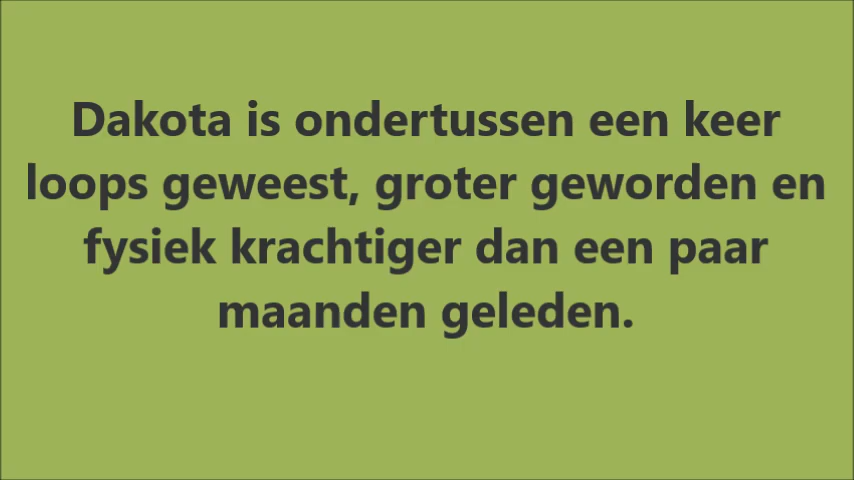 Dakota is ondertussen een keer
loops geweest, groter geworden en
fysiek krachtiger dan een paar
maanden geleden.